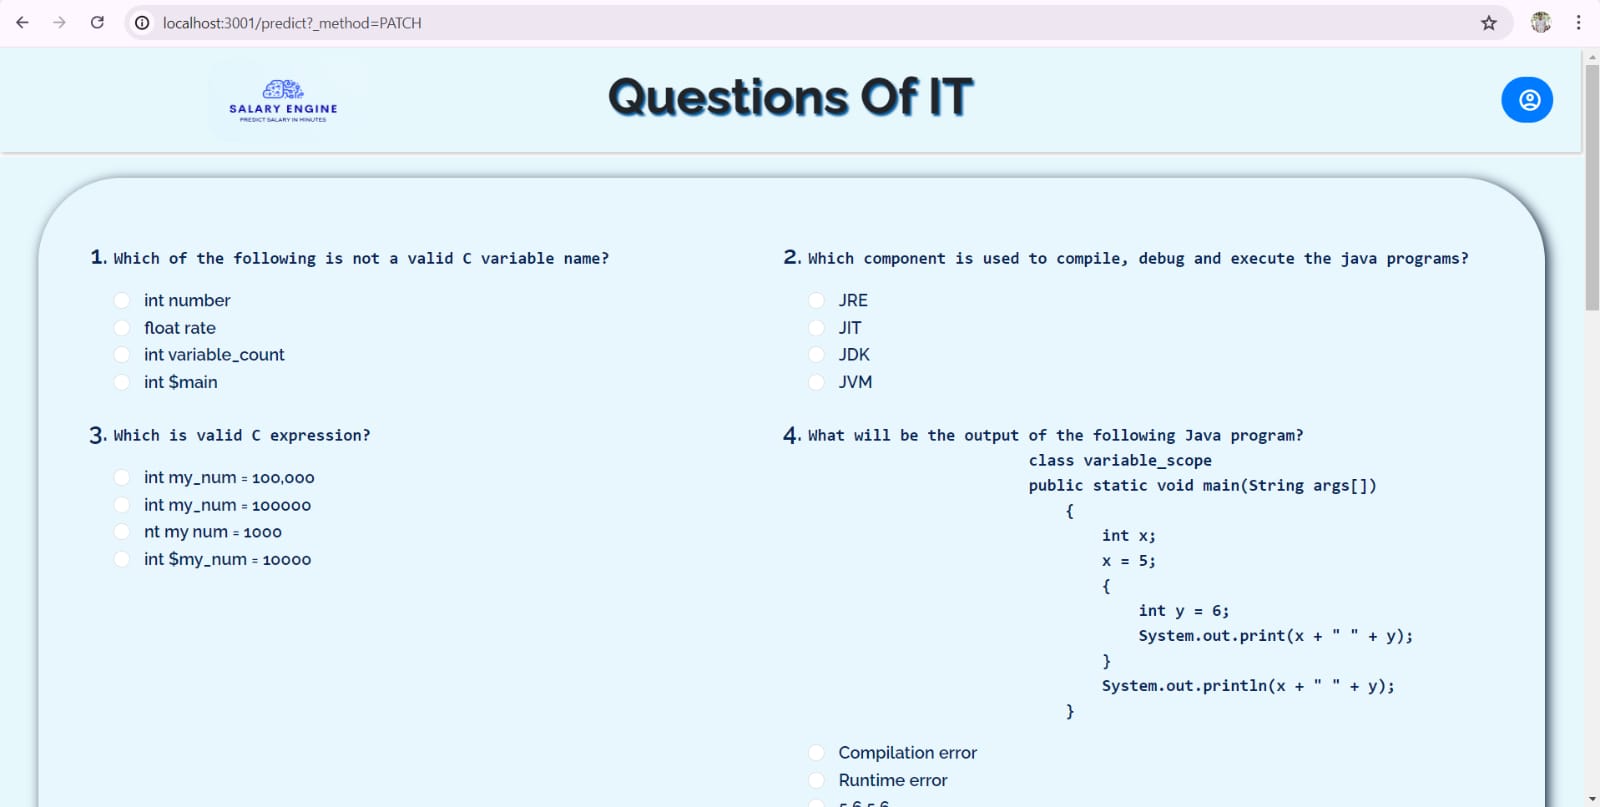 localhost:3001/predict?_method=PATCH
SALARY ENGINE
PREDICT SALARY IN MINUTES
Questions Of IT
1. Which of the following is not a valid C variable name?
int number
float rate
int variable_count
int $main
2. Which component is used to compile, debug and execute the java programs?
JRE
JIT
JDK
JVM
3. Which is valid C expression?
int my_num = 100,000
int my_num = 100000
nt my num = 1000
int $my_num = 10000
4. What will be the output of the following Java program?
class variable_scope
public static void main(String args[])
{
int x;
x = 5;
{
int y = 6;
System.out.print(x + " " + y);
}
System.out.println(x + " " + y);
}
Compilation error
Runtime error